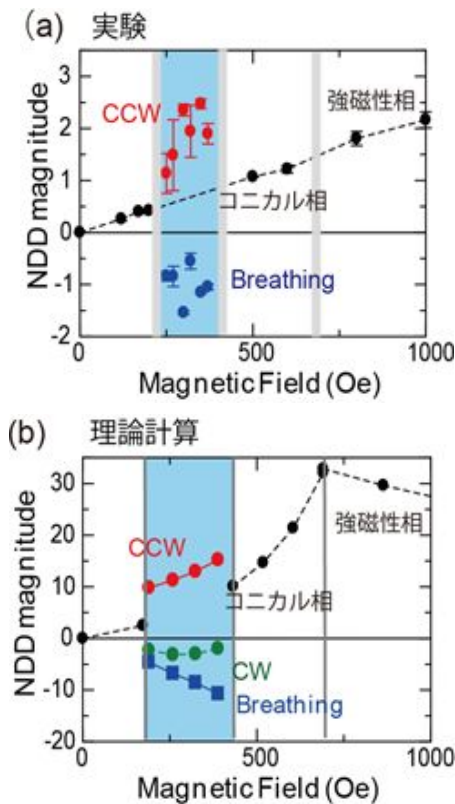 (a) 実験
3
2
1
0
-1
-2
NDD magnitude
CCW
強磁性相
コニカル相
Breathing
0
500
1000
Magnetic Field (Oe)
(b) 理論計算
30
20
10
0
-10
-20
NDD magnitude
CCW
コニカル相
強磁性相
CW
Breathing
0
500
1000
Magnetic Field (Oe)